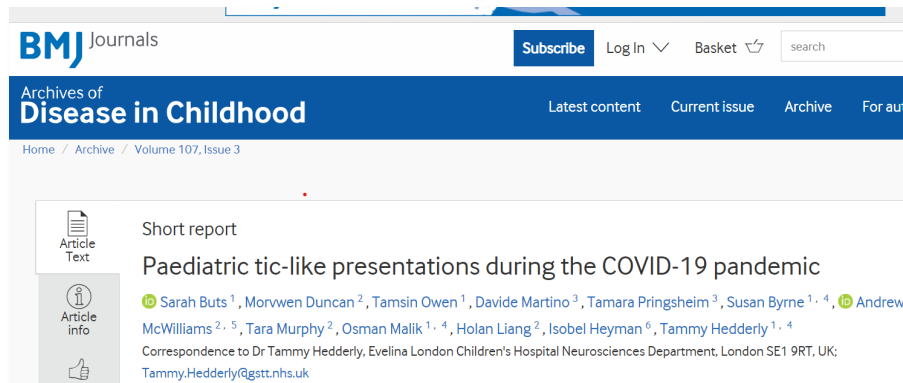 BMJ Journals
Subscribe Log In Basket search
Archives of
Disease in Childhood
Latest content Current issue Archive For aut
Home / Archive / Volume 107, Issue 3
Article
Text
Short report
Paediatric tic-like presentations during the COVID-19 pandemic
Article
info
iD Sarah Buts 1 , Morvwen Duncan 2 , Tamsin Owen 1 , Davide Martino 3 , Tamara Pringsheim 3 , Susan Byrne 1 , 4 , iD Andrew
McWilliams 2 , 5 , Tara Murphy 2 , Osman Malik 1 , 4 , Holan Liang 2 , Isobel Heyman 6 , Tammy Hedderly 1 , 4
Correspondence to Dr Tammy Hedderly, Evelina London Children's Hospital Neurosciences Department, London SE1 9RT, UK;
Tammy.Hedderly@gstt.nhs.uk